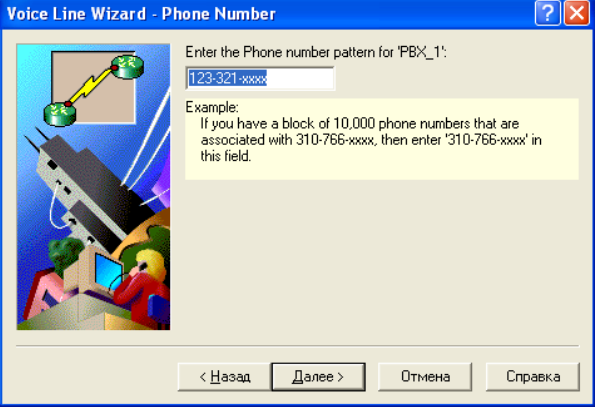 Voice Line Wizard - Phone Number
Enter the Phone number pattern for 'PBX_1':
123-321-xxxx
Example:
If you have a block of 10,000 phone numbers that are
associated with 310-766-xxxx, then enter '310-766-xxxx' in
this field.
< Назад
Далее >
Отмена
Справка